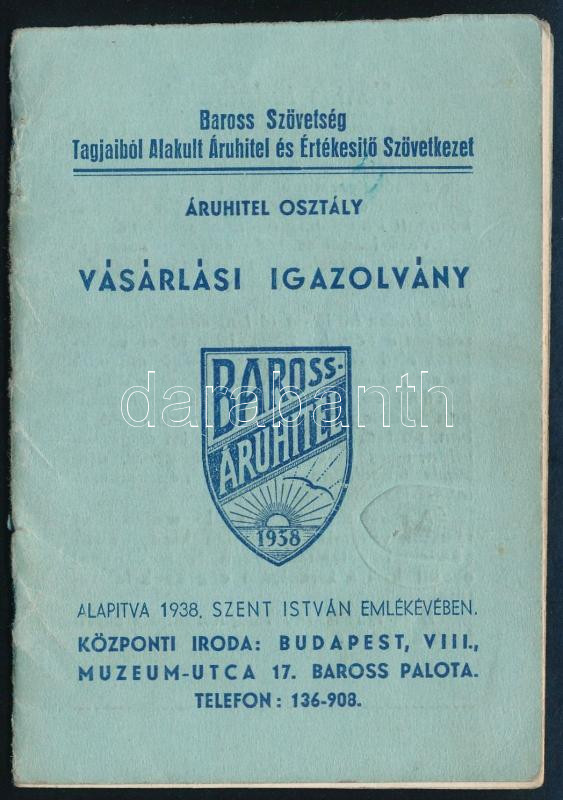 Baross Szövetség
Tagjaiból Alakult Áruhitel és Értékesitő Szövetkezet
ÁRUHITEL OSZTÁLY
VÁSÁRLÁSI IGAZOLVÁNY
BAROSS-
ÁRUHITEL
1938
darabanth
ALAPITVA 1938, SZENT ISTVÁN EMLÉKÉVÉBEN.
KÖZPONTI IRODA: BUDAPEST, VIII.,
MUZEUM-UTCA 17. BAROSS PALOTA.
TELEFON: 136-908.